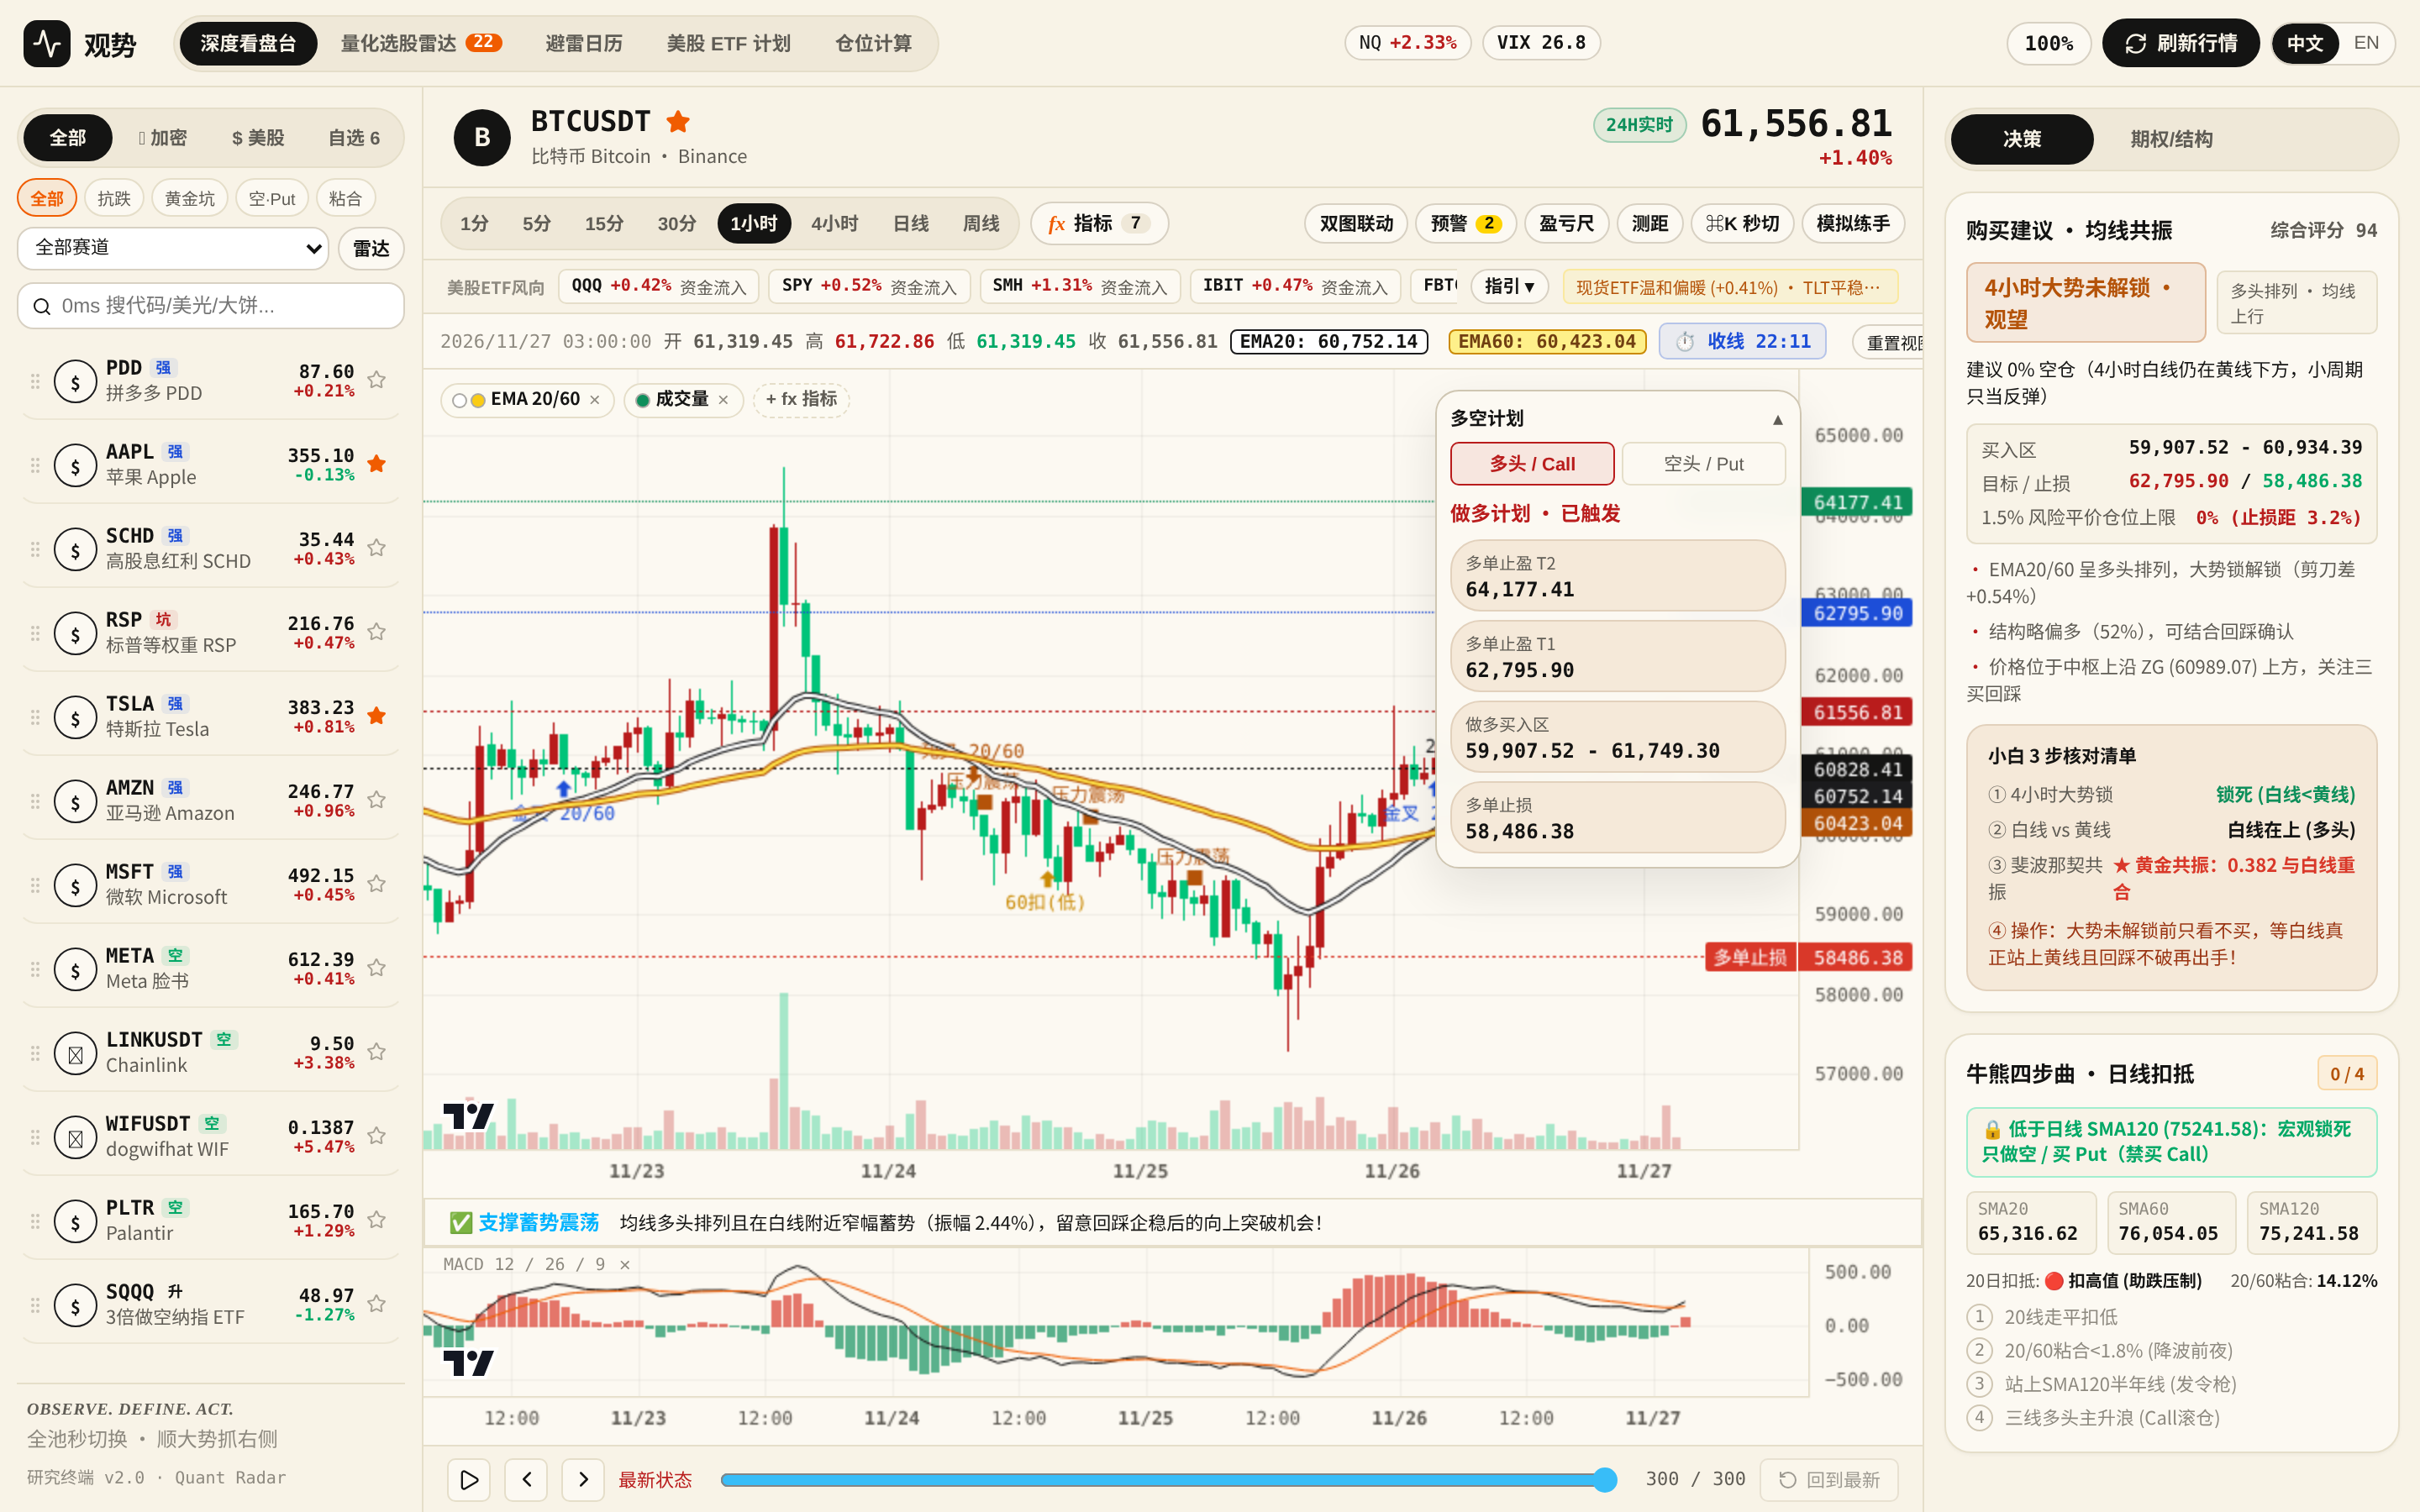 观势
深度看盘台
量化选股雷达 22
避雷日历
美股 ETF 计划
仓位计算
NQ +2.33%
VIX 26.8
100%
刷新行情
中文
EN
全部
加密
$ 美股
自选 6
全部
抗跌
黄金坑
空·Put
粘合
全部赛道
雷达
0ms 搜代码/美光/大饼...
PDD 强 87.60
拼多多 PDD +0.21%
AAPL 强 355.10
苹果 Apple -0.13%
SCHD 强 35.44
高股息红利 SCHD +0.43%
RSP 坑 216.76
标普等权重 RSP +0.47%
TSLA 强 383.23
特斯拉 Tesla +0.81%
AMZN 强 246.77
亚马逊 Amazon +0.96%
MSFT 强 492.15
微软 Microsoft +0.45%
META 空 612.39
Meta 脸书 +0.41%
LINKUSDT 空 9.50
Chainlink +3.38%
WIFUSDT 空 0.1387
dogwifhat WIF +5.47%
PLTR 空 165.70
Palantir +1.29%
SQQQ 升 48.97
3倍做空纳指 ETF -1.27%
OBSERVE. DEFINE. ACT.
全池秒切换 · 顺大势抓右侧
研究终端 v2.0 · Quant Radar
B
BTCUSDT
比特币 Bitcoin · Binance
24H实时 61,556.81
+1.40%
1分
5分
15分
30分
1小时
4小时
日线
周线
fx 指标 7
双图联动
预警 2
盈亏尺
测距
⌘K 秒切
模拟练手
美股ETF风向
QQQ +0.42% 资金流入
SPY +0.52% 资金流入
SMH +1.31% 资金流入
IBIT +0.47% 资金流入
指引 ▾
现货ETF温和偏暖 (+0.41%) · TLT平稳···
2026/11/27 03:00:00 开 61,319.45 高 61,722.86 低 61,319.45 收 61,556.81
EMA20: 60,752.14
EMA60: 60,423.04
⏱ 收线 22:11
EMA 20/60 ×
成交量 ×
+ fx 指标
多空计划 ▲
多头 / Call
空头 / Put
做多计划 · 已触发
多单止盈 T2
64,177.41
多单止盈 T1
62,795.90
做多买入区
59,907.52 - 61,749.30
多单止损
58,486.38
65000.00
64177.41
62795.90
62000.00
61556.81
60828.41
60752.14
60423.04
59000.00
多单止损 58486.38
58000.00
57000.00
20/60
压力震荡
压力震荡
金叉 20/60
压力震荡
60扣(低)
金叉
11/23
11/24
11/25
11/26
11/27
✅ 支撑蓄势震荡 均线多头排列且在白线附近窄幅蓄势（振幅 2.44%），留意回踩企稳后的向上突破机会！
MACD 12 / 26 / 9 ×
500.00
0.00
-500.00
12:00
11/23
12:00
11/24
12:00
11/25
12:00
11/26
12:00
11/27
最新状态
300 / 300
回到最新
决策
期权/结构
购买建议 · 均线共振
综合评分 94
4小时大势未解锁 ·
观望
多头排列 · 均线
上行
建议 0% 空仓（4小时白线仍在黄线下方，小周期
只当反弹）
买入区 59,907.52 - 60,934.39
目标 / 止损 62,795.90 / 58,486.38
1.5% 风险平价仓位上限 0% (止损距 3.2%)
· EMA20/60 呈多头排列，大势锁解锁（剪刀差
+0.54%）
· 结构略偏多（52%），可结合回踩确认
· 价格位于中枢上沿 ZG (60989.07) 上方，关注三
买回踩
小白 3 步核对清单
① 4小时大势锁 锁死 (白线<黄线)
② 白线 vs 黄线 白线在上 (多头)
③ 斐波那契共振 ★ 黄金共振：0.382 与白线重合
④ 操作：大势未解锁前只看不买，等白线真
正站上黄线且回踩不破再出手！
牛熊四步曲 · 日线扣抵
0 / 4
🔒 低于日线 SMA120 (75241.58)：宏观锁死
只做空 / 买 Put（禁买 Call）
SMA20
65,316.62
SMA60
76,054.05
SMA120
75,241.58
20日扣抵: 🔴 扣高值 (助跌压制)
20/60粘合: 14.12%
1 20线走平扣低
2 20/60粘合<1.8% (降波前夜)
3 站上SMA120半年线 (发令枪)
4 三线多头主升浪 (Call滚仓)